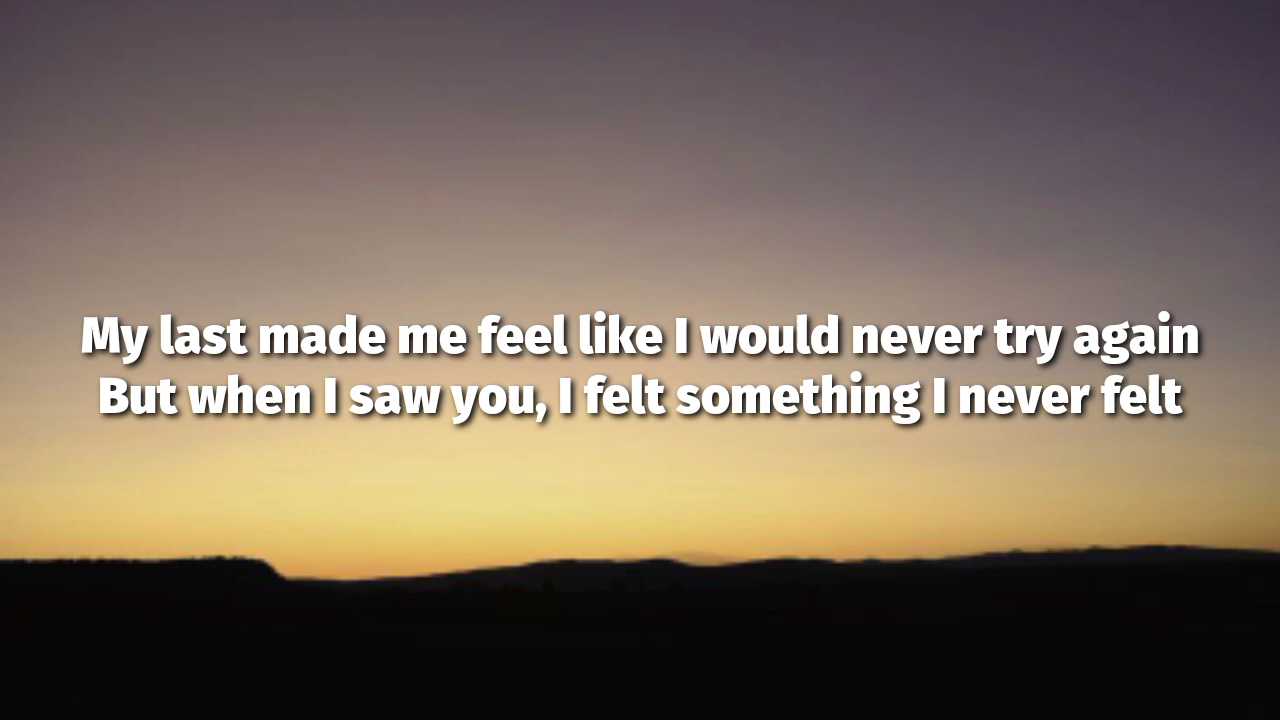 My last made me feel like I would never try again
But when I saw you, I felt something I never felt